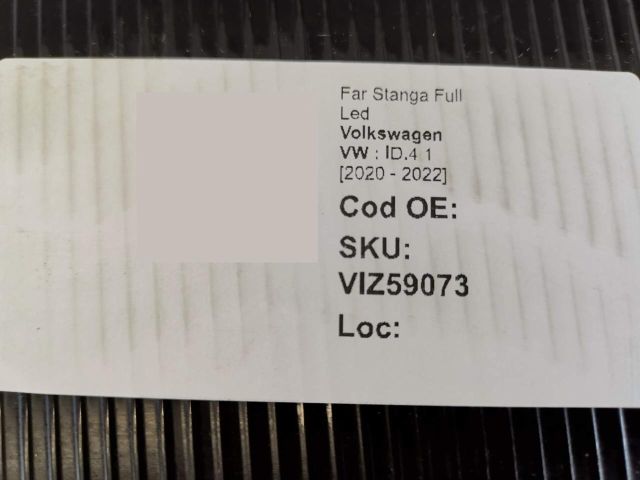 Far Stanga Full
Led
Volkswagen
VW : ID.4 1
[2020 - 2022]
Cod OE:
SKU:
VIZ59073
Loc: